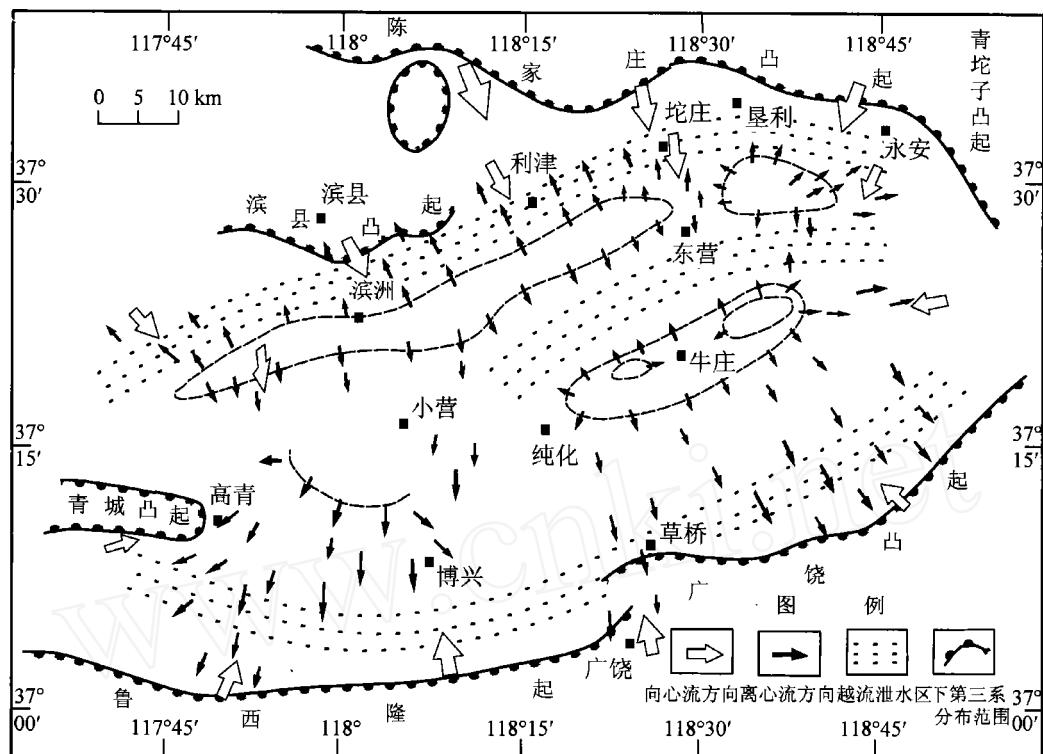 117°45′ 118° 118°15′ 118°30′ 118°45′
陈家庄凸起
青坨子凸起
0 5 10 km
坨庄
垦利
永安
37°30′
37°30′
利津
滨县
滨县凸起
东营
滨洲
牛庄
小营
纯化
37°15′
37°15′
青城凸起
高青
草桥
博兴
广饶凸起
广饶
鲁西隆起
图例
向心流方向 离心流方向 越流泄水区 下第三系分布范围
37°00′
37°00′
117°45′ 118° 118°15′ 118°30′ 118°45′
www.cnki.net